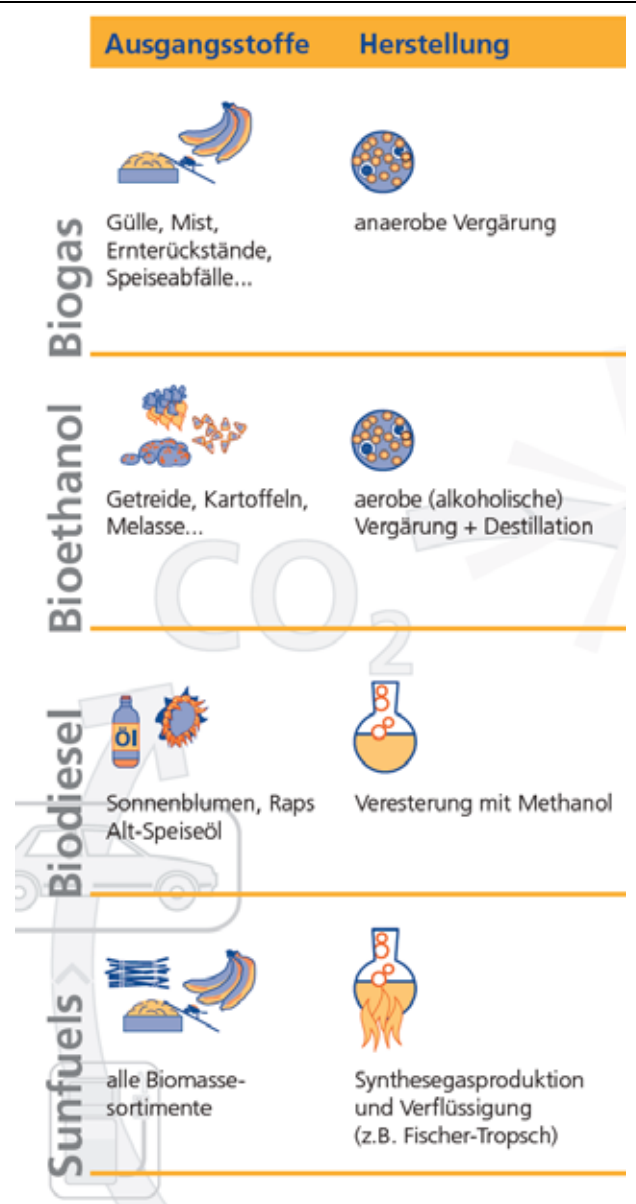 Ausgangsstoffe Herstellung
Biogas
Gülle, Mist,
Ernterückstände,
Speiseabfälle...
anaerobe Vergärung
Bioethanol
Getreide, Kartoffeln,
Melasse...
aerobe (alkoholische)
Vergärung + Destillation
CO2
Biodiesel
Öl
Sonnenblumen, Raps
Alt-Speiseöl
Veresterung mit Methanol
Sunfuels
alle Biomasse-
sortimente
Synthesegasproduktion
und Verflüssigung
(z.B. Fischer-Tropsch)